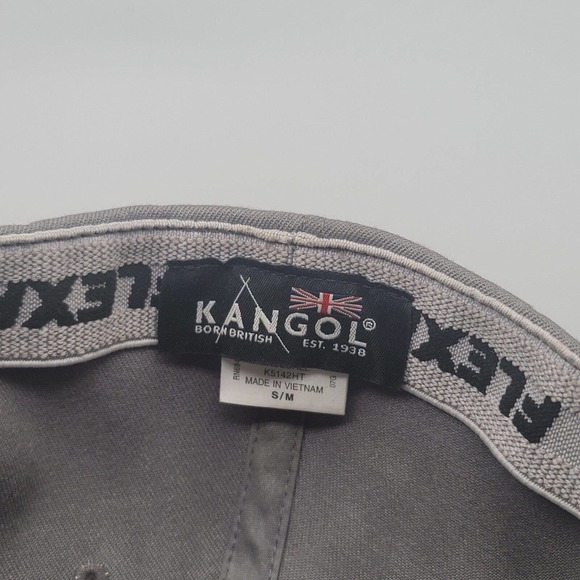 FLEX
KANGOL®
BORN BRITISH
EST. 1938
K5142HT
MADE IN VIETNAM
S/M
FLEX